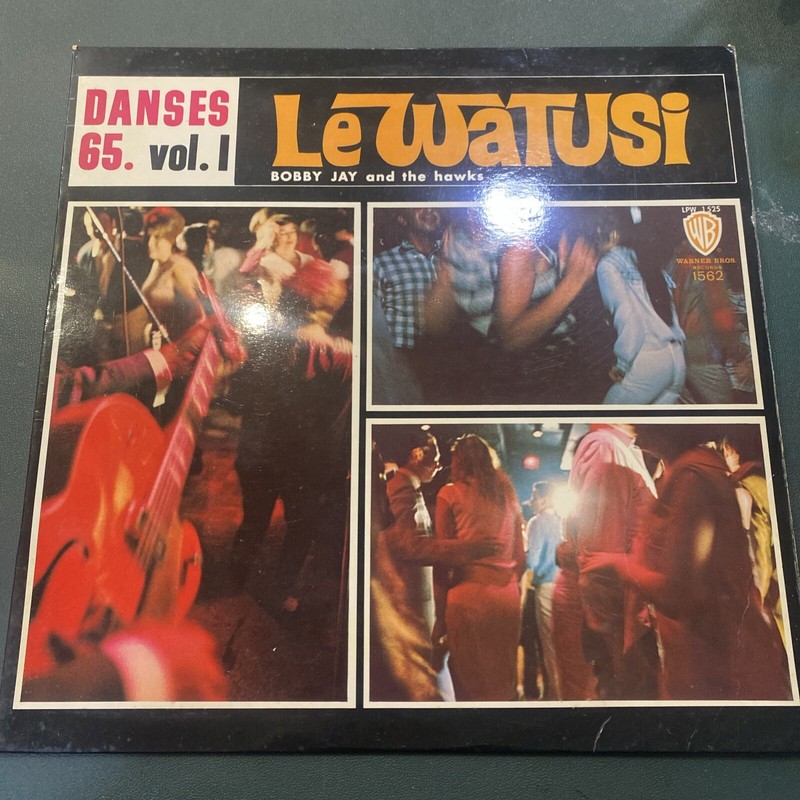 DANSES
65. vol. I
Le WaTUSi
BOBBY JAY and the hawks
LPW 1525
WB
WARNER BROS.
RECORDS
1562